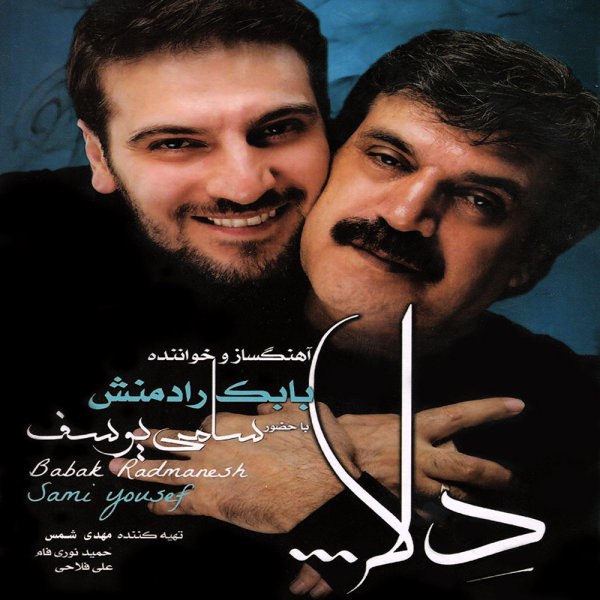 آهنگساز و خواننده
بابک رادمنش
با حضور سامی یوسف
Babak Radmanesh
Sami yousef
دلا...
تهیه کننده مهدی شمس
حمید نوری فام
علی فلاحی